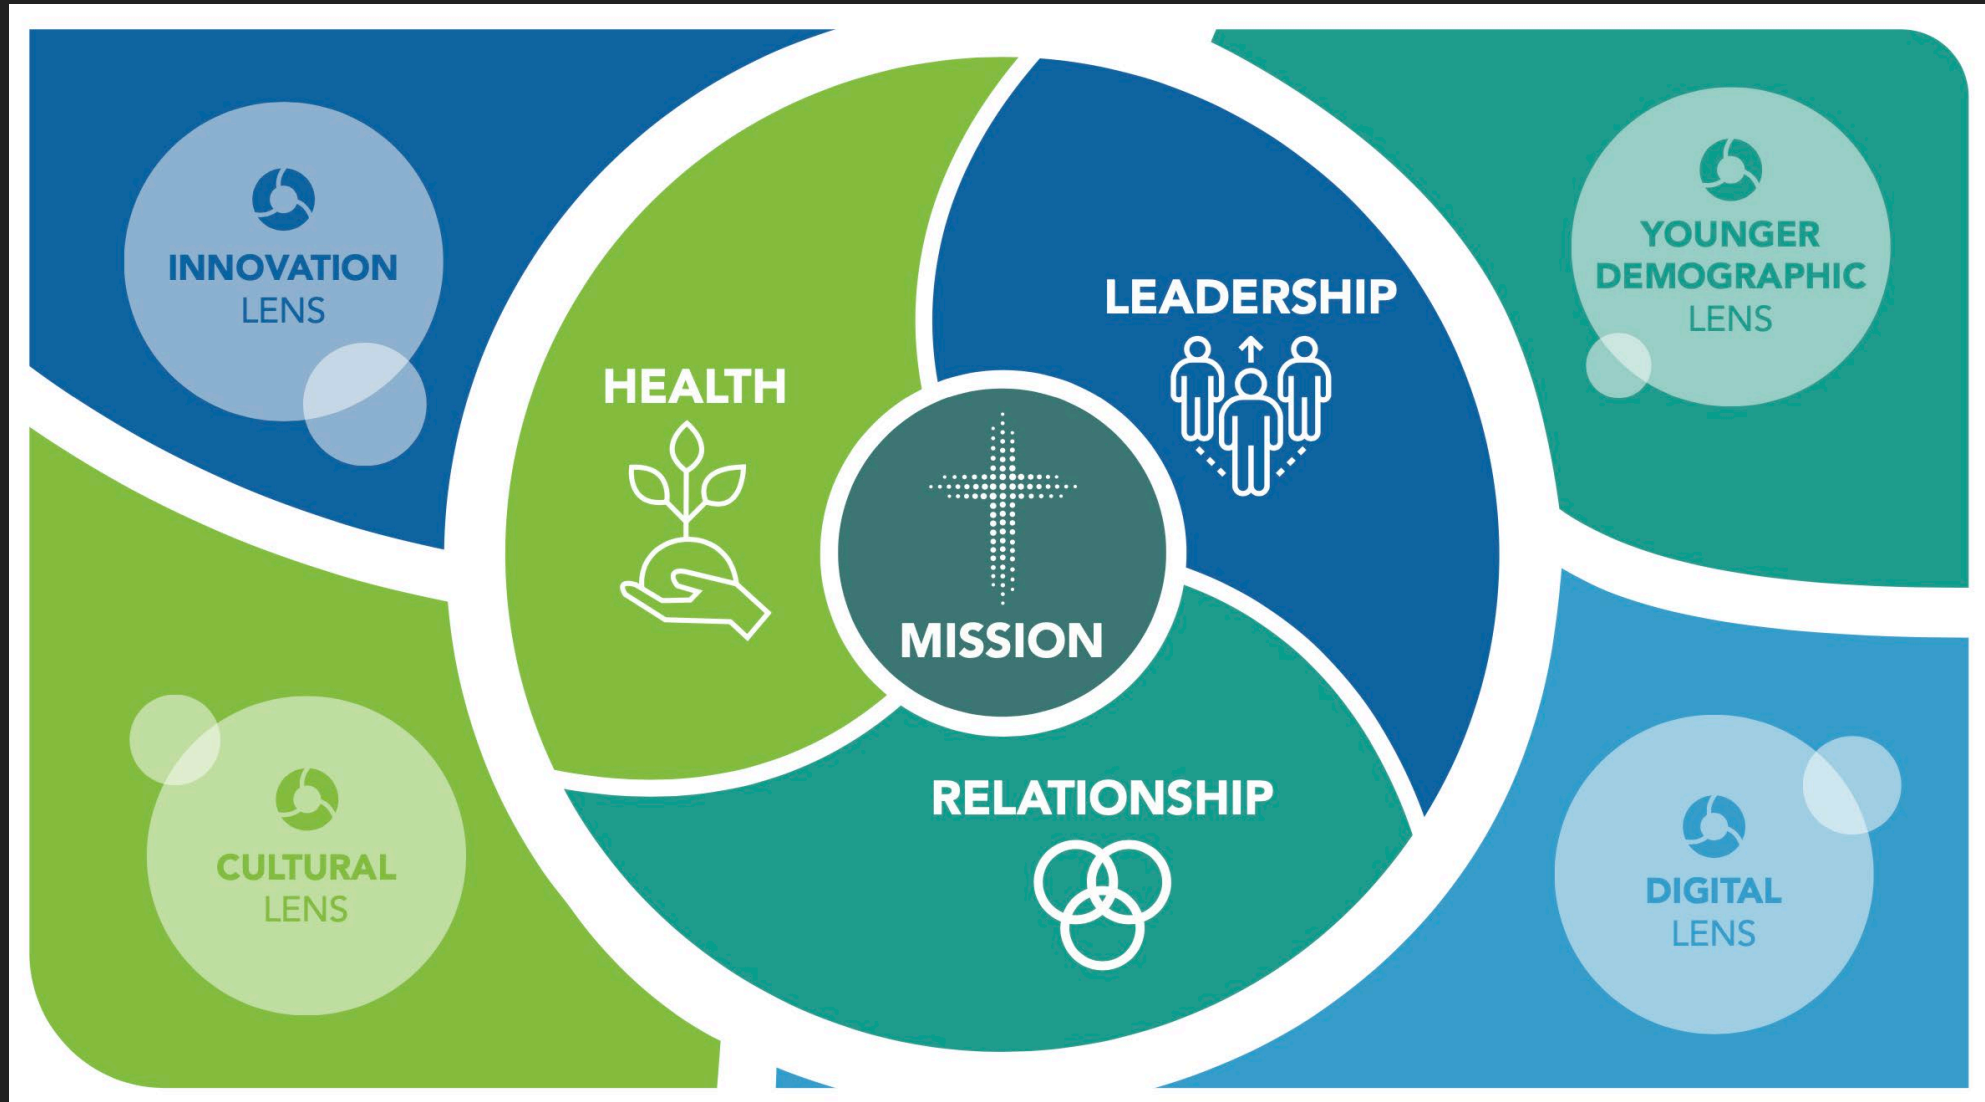 INNOVATION
LENS
YOUNGER
DEMOGRAPHIC
LENS
LEADERSHIP
HEALTH
MISSION
RELATIONSHIP
CULTURAL
LENS
DIGITAL
LENS